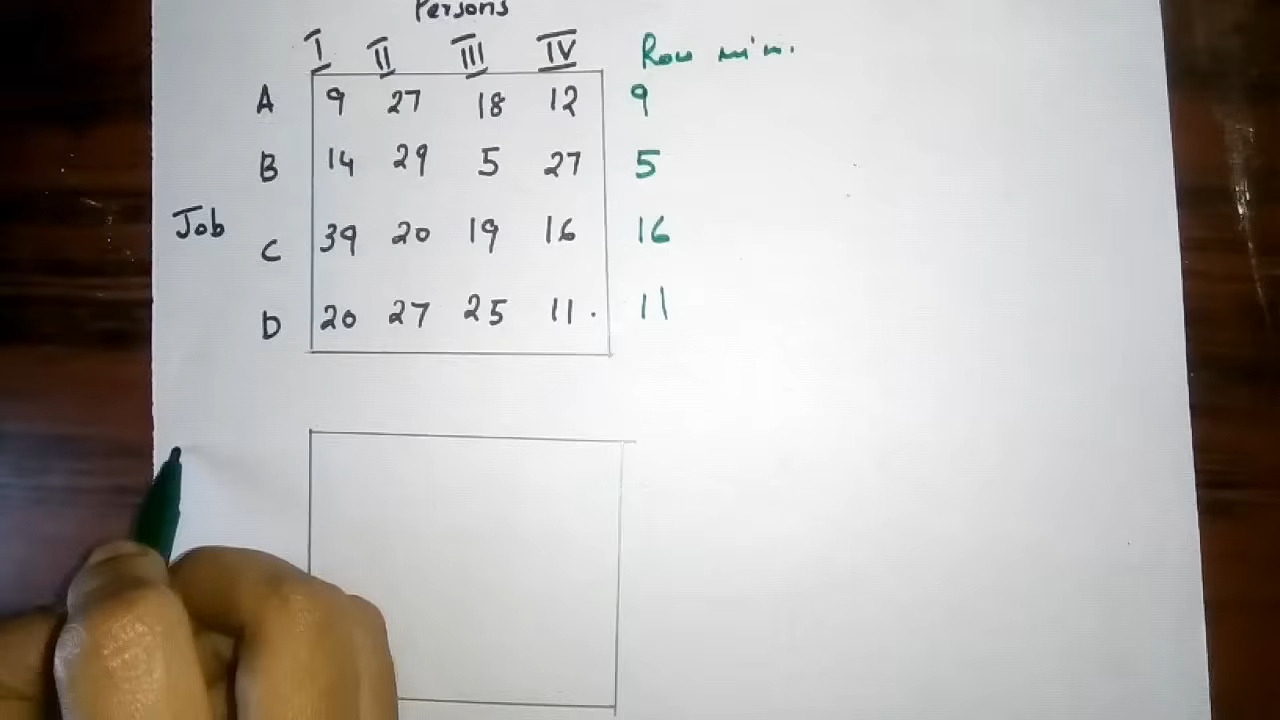 Persons
I II III IV Row min.
A 9 27 18 12 9
B 14 29 5 27 5
Job
C 39 20 19 16 16
D 20 27 25 11. 11